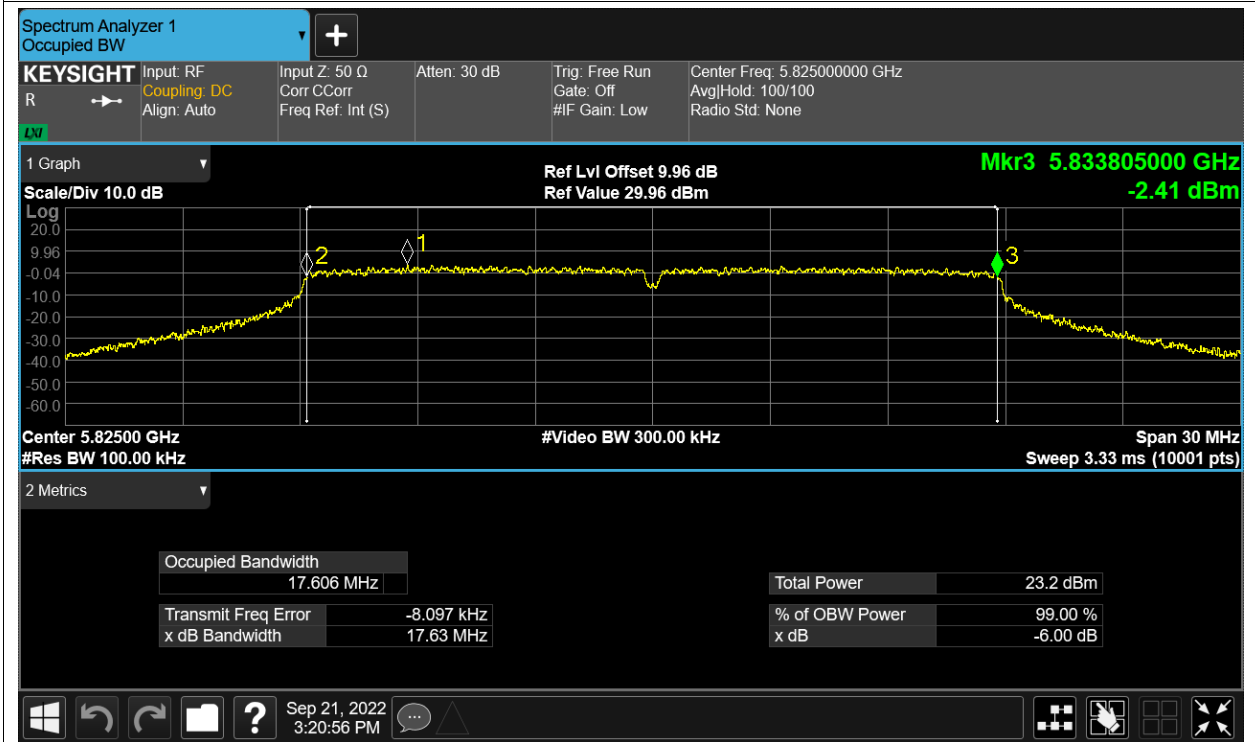 Spectrum Analyzer 1
Occupied BW
+
KEYSIGHT
R
LXI
Input: RF
Coupling: DC
Align: Auto
Input Z: 50 Ω
Corr CCorr
Freq Ref: Int (S)
Atten: 30 dB
Trig: Free Run
Gate: Off
#IF Gain: Low
Center Freq: 5.825000000 GHz
Avg|Hold: 100/100
Radio Std: None
1 Graph
Scale/Div 10.0 dB
Ref Lvl Offset 9.96 dB
Ref Value 29.96 dBm
Mkr3 5.833805000 GHz
-2.41 dBm
Log
20.0
9.96
-0.04
-10.0
-20.0
-30.0
-40.0
-50.0
-60.0
2
1
3
Center 5.82500 GHz
#Res BW 100.00 kHz
#Video BW 300.00 kHz
Span 30 MHz
Sweep 3.33 ms (10001 pts)
2 Metrics
Occupied Bandwidth
17.606 MHz
Transmit Freq Error -8.097 kHz
x dB Bandwidth 17.63 MHz
Total Power 23.2 dBm
% of OBW Power 99.00 %
x dB -6.00 dB
?
Sep 21, 2022
3:20:56 PM